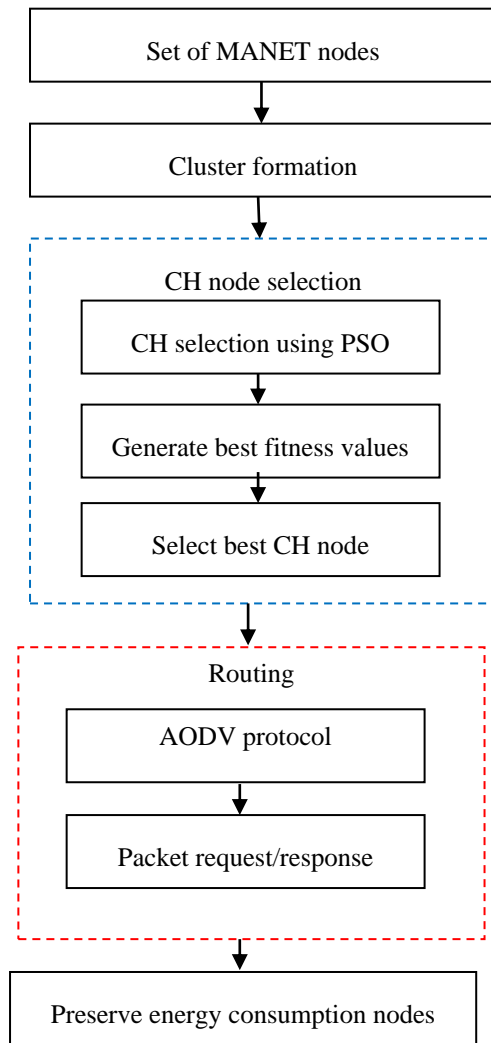 Set of MANET nodes
Cluster formation
CH node selection
CH selection using PSO
Generate best fitness values
Select best CH node
Routing
AODV protocol
Packet request/response
Preserve energy consumption nodes